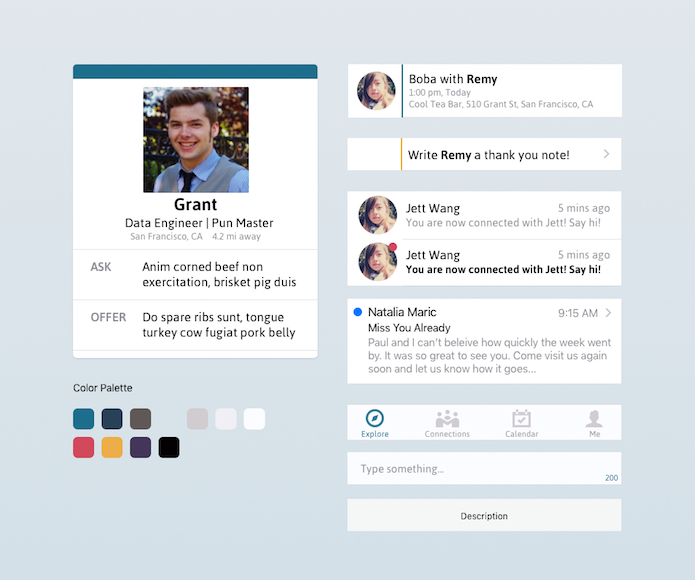 Grant
Data Engineer | Pun Master
San Francisco, CA 4.2 mi away
ASK
Anim corned beef non
exercitation, brisket pig duis
OFFER
Do spare ribs sunt, tongue
turkey cow fugiat pork belly
Color Palette
Boba with Remy
1:00 pm, Today
Cool Tea Bar, 510 Grant St, San Francisco, CA
Write Remy a thank you note!
Jett Wang
5 mins ago
You are now connected with Jett! Say hi!
Jett Wang
5 mins ago
You are now connected with Jett! Say hi!
Natalia Maric
9:15 AM
Miss You Already
Paul and I can't beleive how quickly the week went
by. It was so great to see you. Come visit us again
soon and let us know how it goes...
Explore
Connections
Calendar
Me
Type something...
200
Description